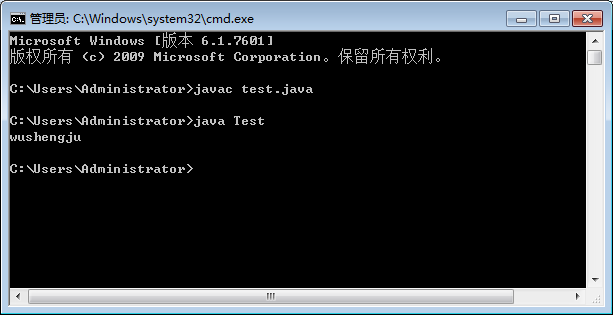 管理员: C:\Windows\system32\cmd.exe
Microsoft Windows [版本 6.1.7601]
版权所有 (c) 2009 Microsoft Corporation。保留所有权利。
C:\Users\Administrator>javac test.java
C:\Users\Administrator>java Test
wushengju
C:\Users\Administrator>